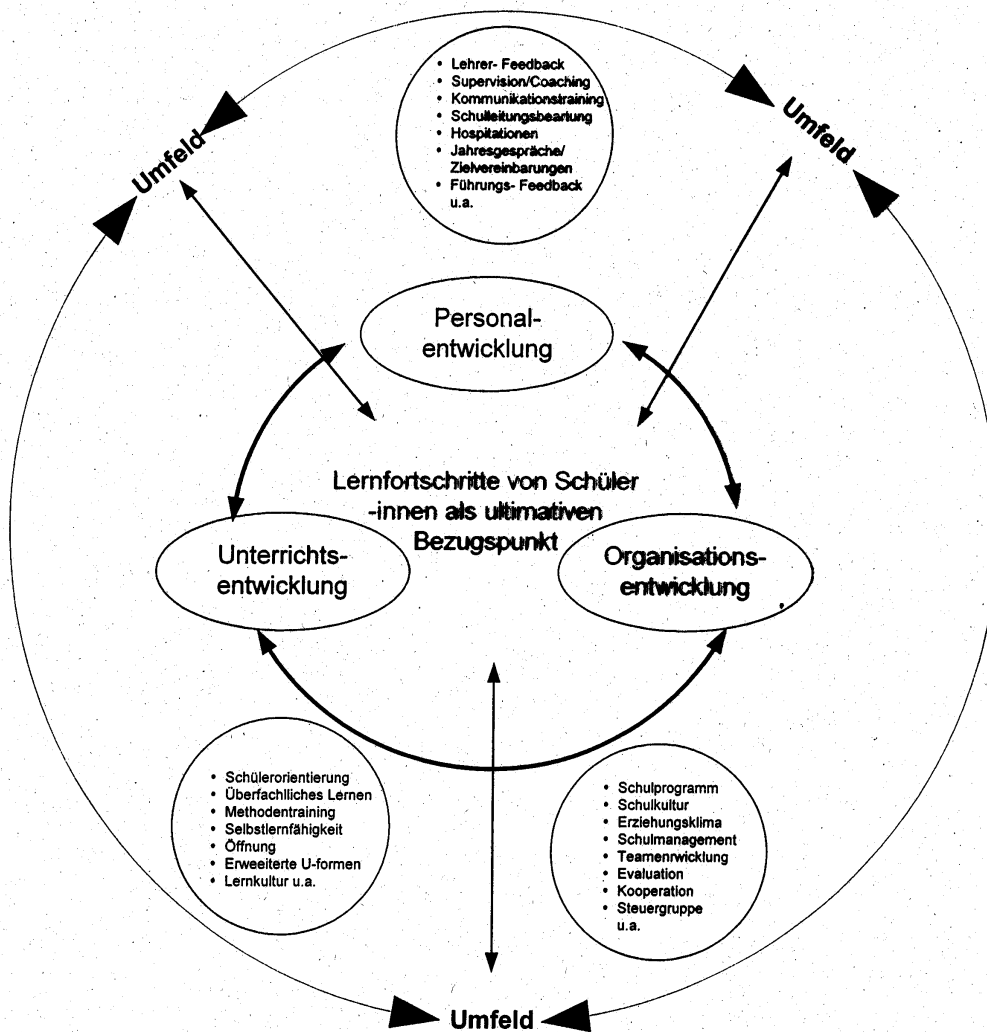 • Lehrer- Feedback
• Supervision/Coaching
• Kommunikationstraining
• Schulleitungsbeartung
• Hospitationen
• Jahresgespräche/
Zielvereinbarungen
• Führungs- Feedback
u.a.
Umfeld
Umfeld
Personal-
entwicklung
Lernfortschritte von Schüler
-innen als ultimativen
Bezugspunkt
Unterrichts-
entwicklung
Organisations-
entwicklung
• Schülerorientierung
• Überfachlliches Lernen
• Methodentraining
• Selbstlernfähigkeit
• Öffnung
• Erweeiterte U-formen
• Lernkultur u.a.
• Schulprogramm
• Schulkultur
• Erziehungsklima
• Schulmanagement
• Teamenrwicklung
• Evaluation
• Kooperation
• Steuergruppe
u.a.
Umfeld